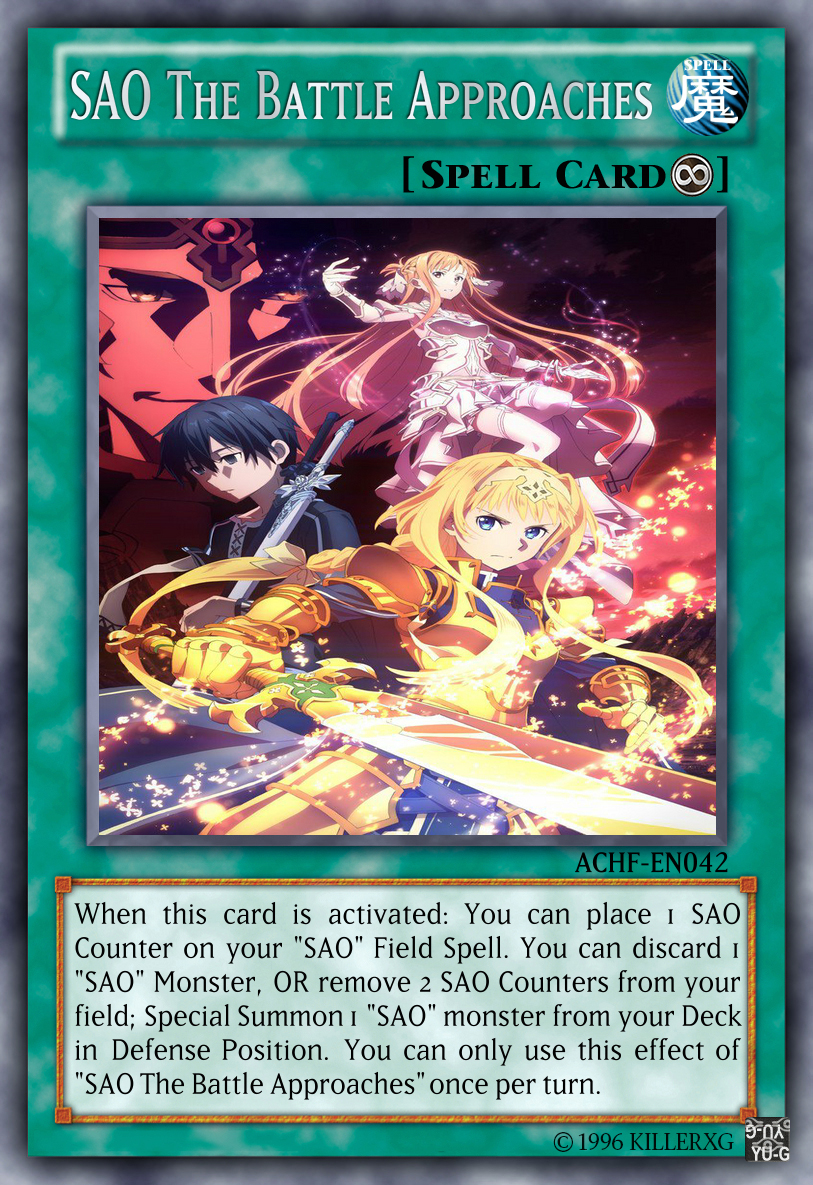 SAO The Battle Approaches
SPELL
魔
[Spell Card∞]
ACHF-EN042
When this card is activated: You can place 1 SAO
Counter on your "SAO" Field Spell. You can discard 1
"SAO" Monster, OR remove 2 SAO Counters from your
field; Special Summon 1 "SAO" monster from your Deck
in Defense Position. You can only use this effect of
"SAO The Battle Approaches" once per turn.
© 1996 KILLERXG
YU-G